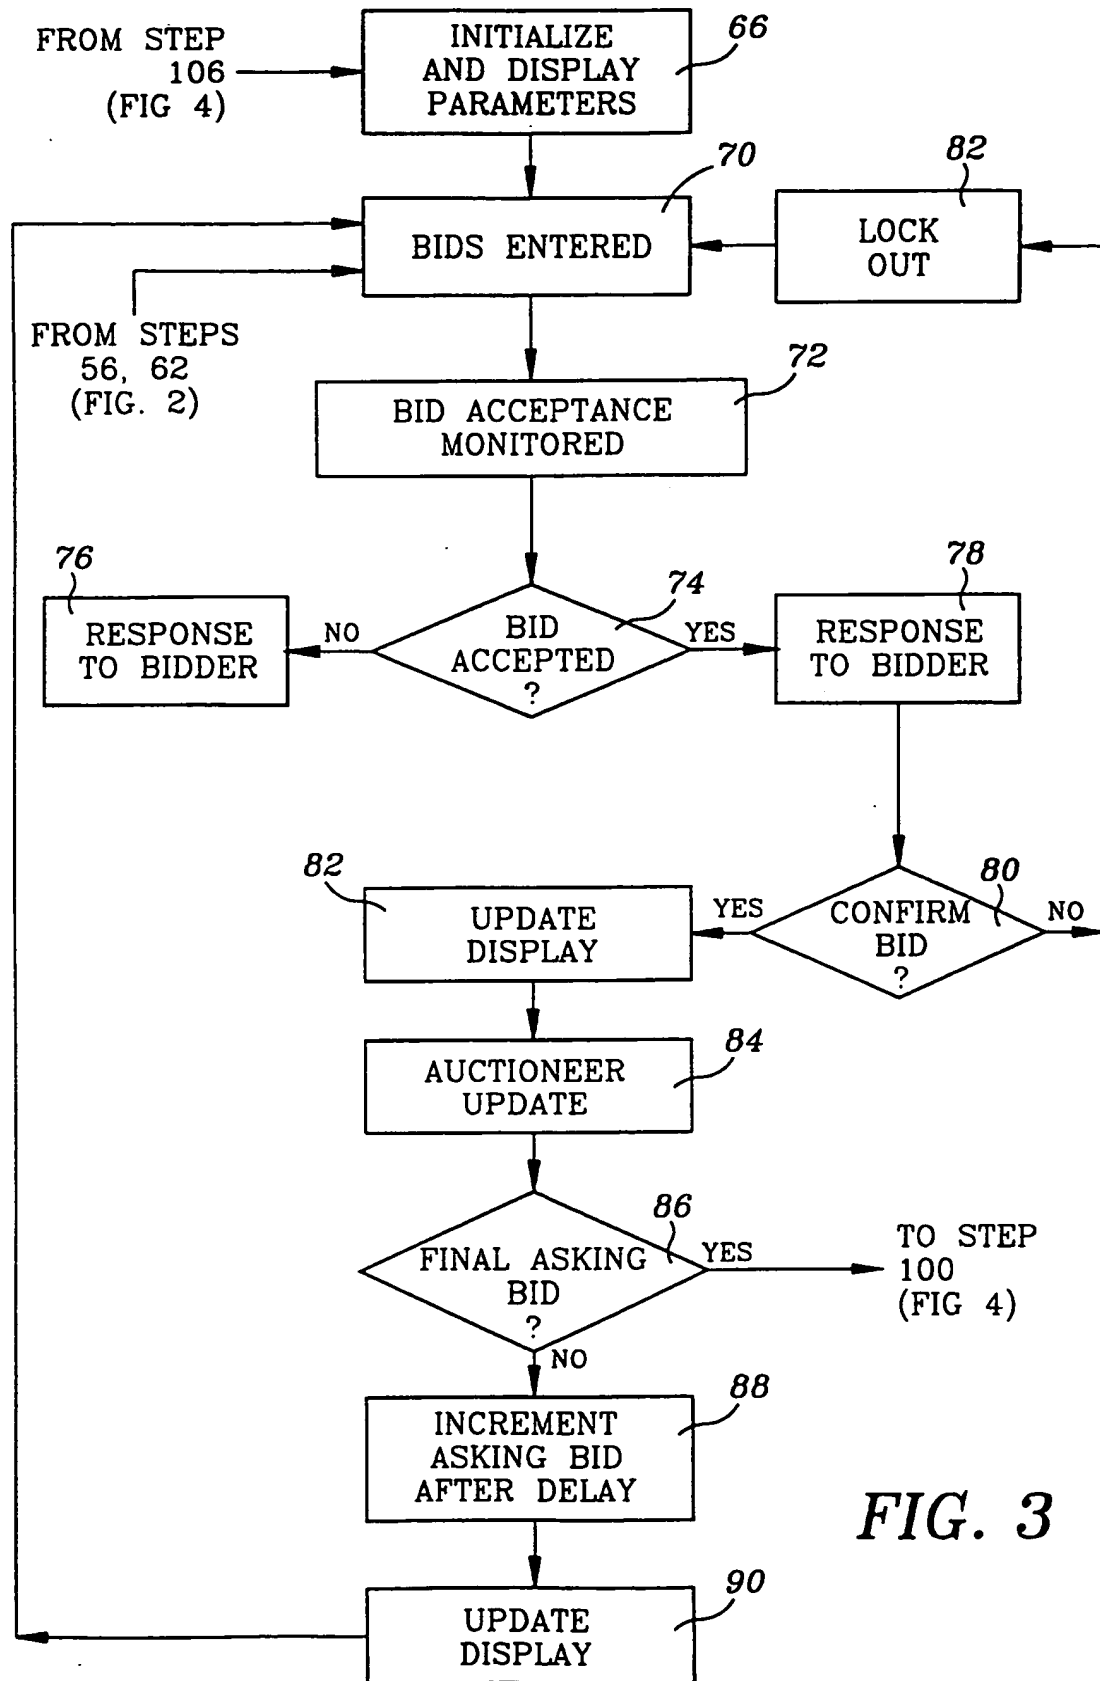 FROM STEP
106
(FIG 4)
INITIALIZE
AND DISPLAY
PARAMETERS
66
70
BIDS ENTERED
82
LOCK
OUT
FROM STEPS
56, 62
(FIG. 2)
72
BID ACCEPTANCE
MONITORED
76
RESPONSE
TO BIDDER
NO
74
BID
ACCEPTED
?
YES
78
RESPONSE
TO BIDDER
82
UPDATE
DISPLAY
YES
80
CONFIRM
BID
?
NO
84
AUCTIONEER
UPDATE
86
FINAL ASKING
BID
?
YES
TO STEP
100
(FIG 4)
NO
88
INCREMENT
ASKING BID
AFTER DELAY
FIG. 3
90
UPDATE
DISPLAY